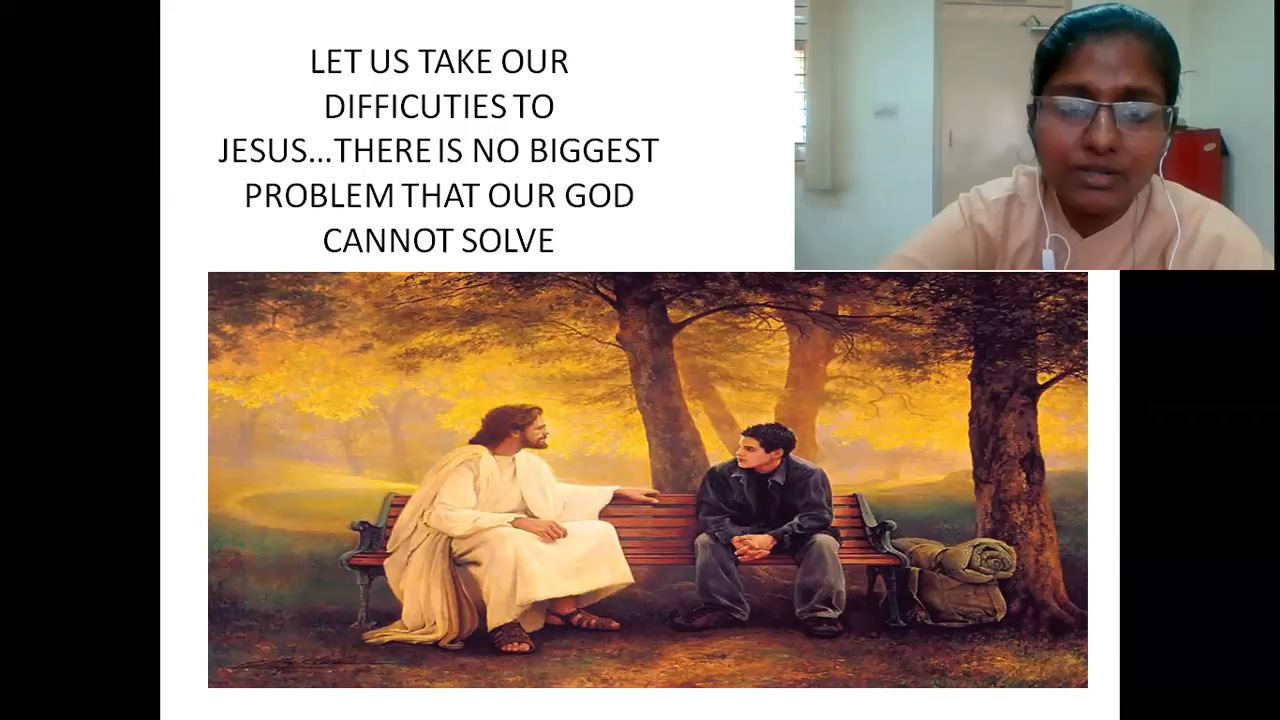 LET US TAKE OUR
DIFFICUTIES TO
JESUS...THERE IS NO BIGGEST
PROBLEM THAT OUR GOD
CANNOT SOLVE